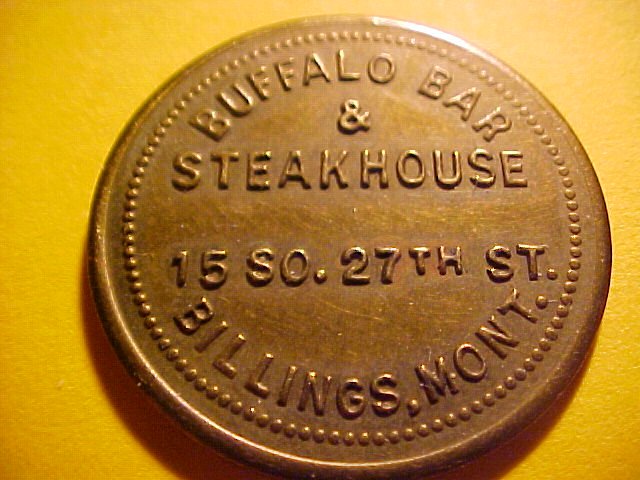 BUFFALO BAR
&
STEAKHOUSE
15 SO. 27TH ST.
BILLINGS, MONT.